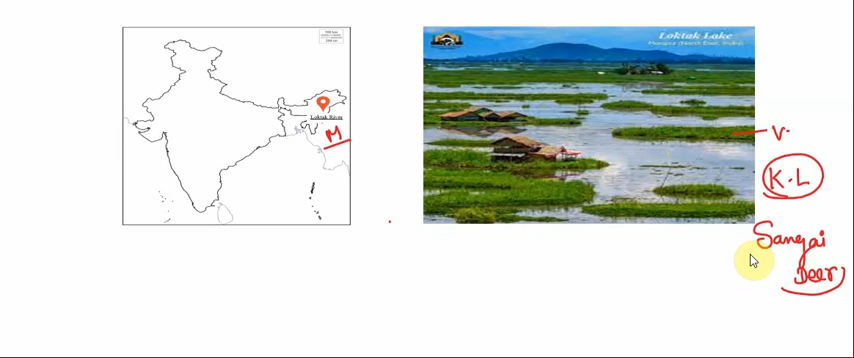 Loktak River
M
Loktak Lake
Manipur (North East, India)
V.
K.L
Sangai
Deer